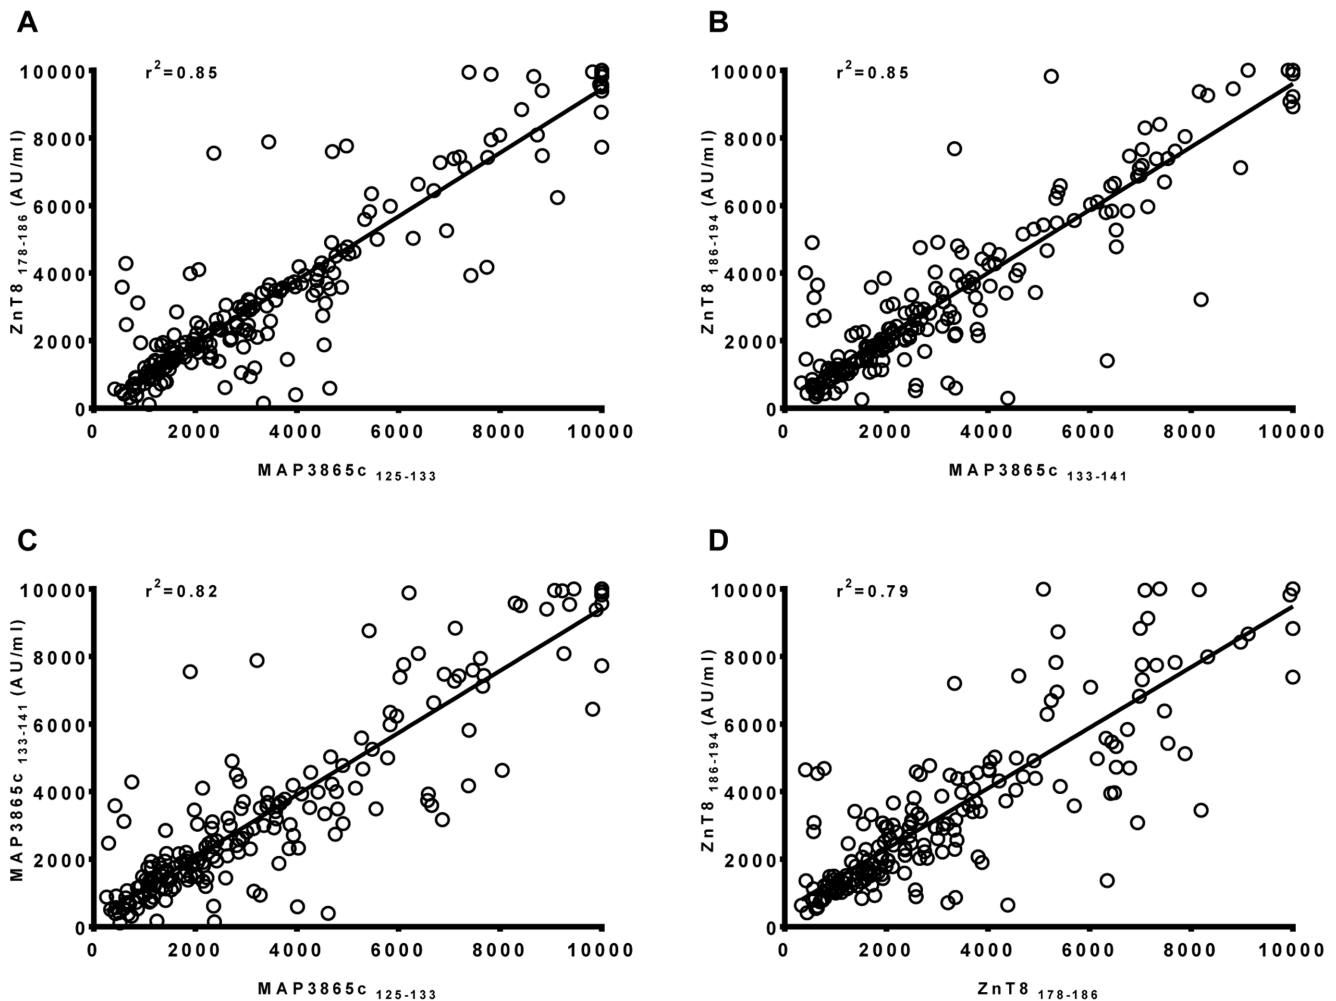 A
r2=0.85
ZnT8 178-186 (AU/ml)
10000
8000
6000
4000
2000
0
0 2000 4000 6000 8000 10000
MAP3865c 125-133
B
r2=0.85
ZnT8 186-194 (AU/ml)
10000
8000
6000
4000
2000
0
0 2000 4000 6000 8000 10000
MAP3865c 133-141
C
r2=0.82
MAP3865c 133-141 (AU/ml)
10000
8000
6000
4000
2000
0
0 2000 4000 6000 8000 10000
MAP3865c 125-133
D
r2=0.79
ZnT8 186-194 (AU/ml)
10000
8000
6000
4000
2000
0
0 2000 4000 6000 8000 10000
ZnT8 178-186